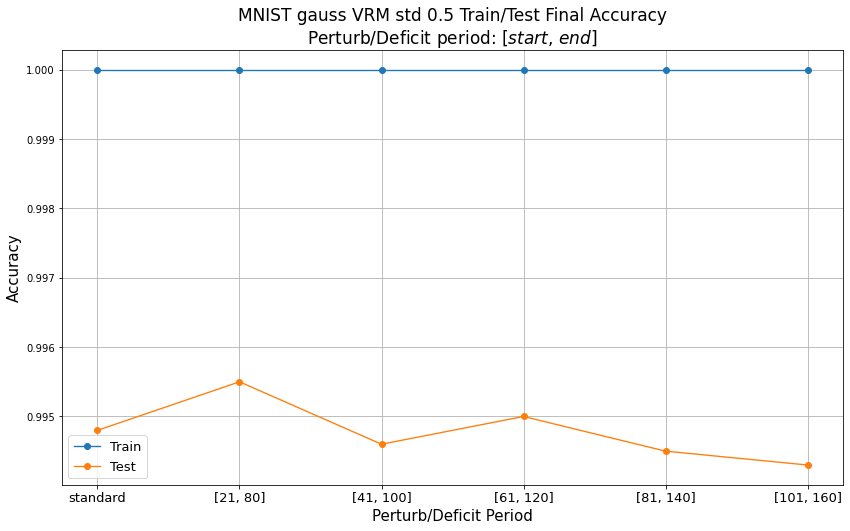 MNIST gauss VRM std 0.5 Train/Test Final Accuracy
Perturb/Deficit period: [start, end]
Accuracy
1.000
0.999
0.998
0.997
0.996
0.995
Train
Test
standard
[21, 80]
[41, 100]
[61, 120]
[81, 140]
[101, 160]
Perturb/Deficit Period